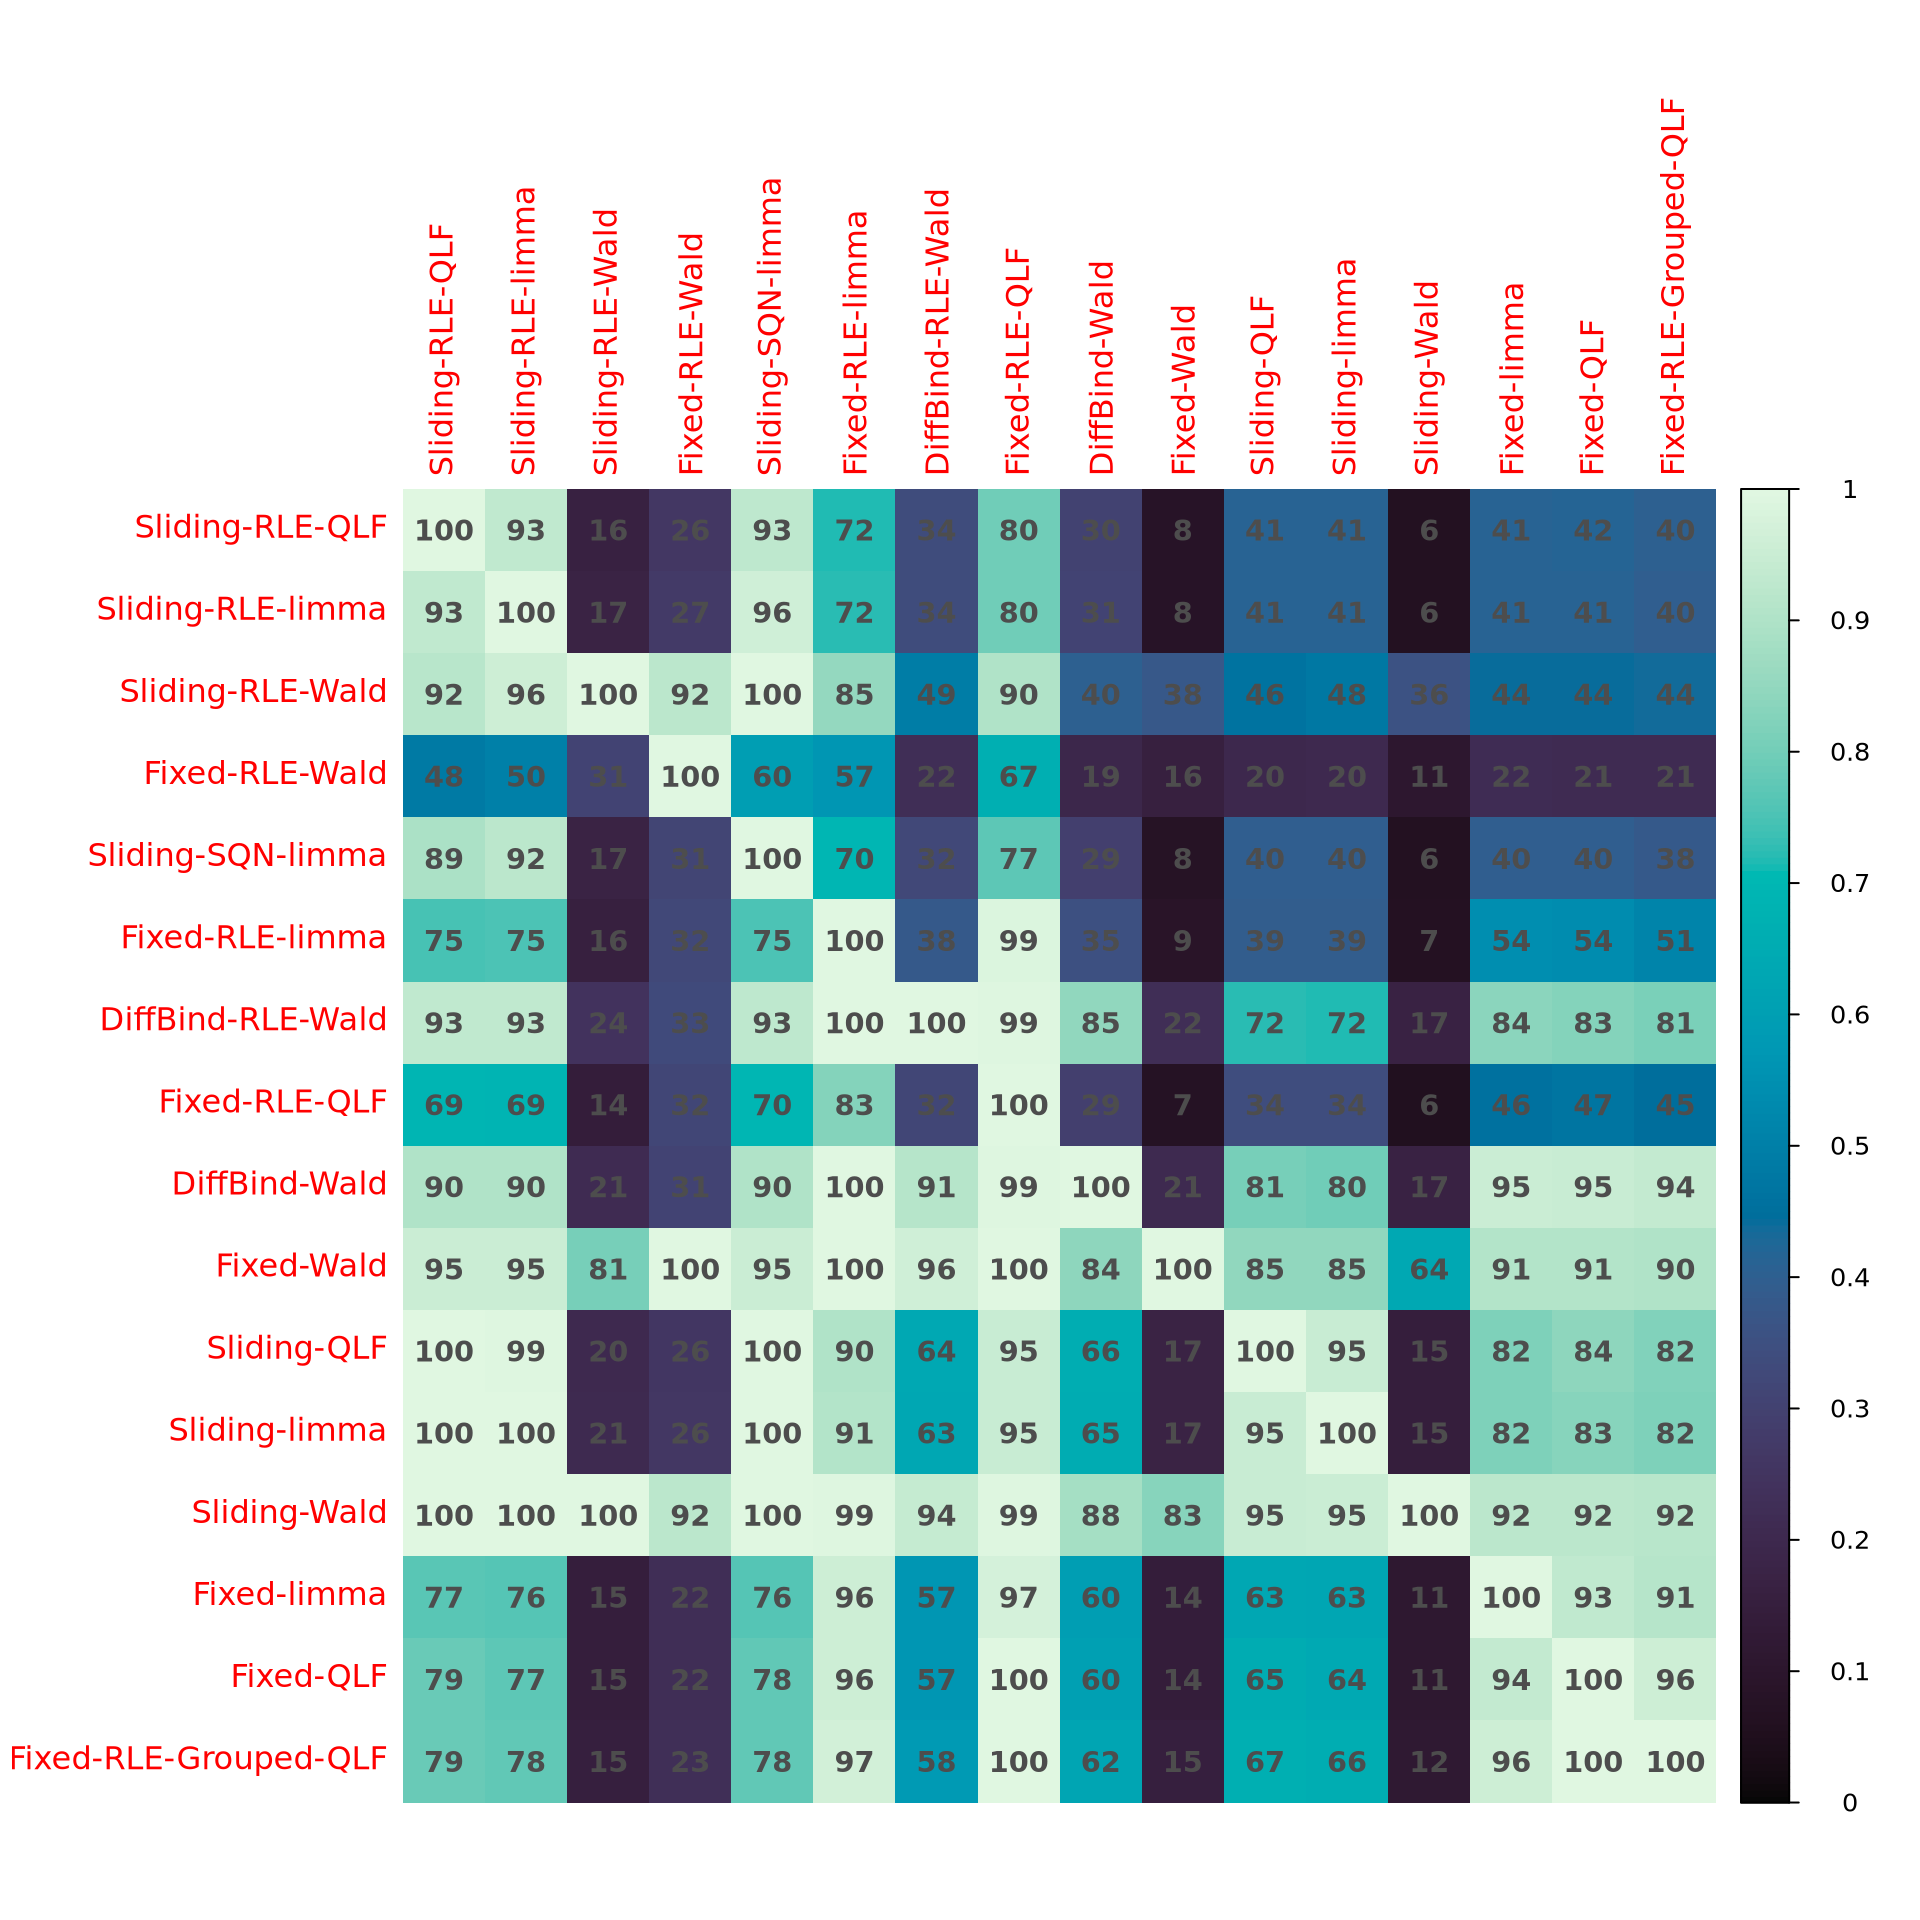 Sliding-RLE-QLF
Sliding-RLE-limma
Sliding-RLE-Wald
Fixed-RLE-Wald
Sliding-SQN-limma
Fixed-RLE-limma
DiffBind-RLE-Wald
Fixed-RLE-QLF
DiffBind-Wald
Fixed-Wald
Sliding-QLF
Sliding-limma
Sliding-Wald
Fixed-limma
Fixed-QLF
Fixed-RLE-Grouped-QLF
Sliding-RLE-QLF 100 93 16 26 93 72 34 80 30 8 41 41 6 41 42 40
Sliding-RLE-limma 93 100 17 27 96 72 34 80 31 8 41 41 6 41 41 40
Sliding-RLE-Wald 92 96 100 92 100 85 49 90 40 38 46 48 36 44 44 44
Fixed-RLE-Wald 48 50 31 100 60 57 22 67 19 16 20 20 11 22 21 21
Sliding-SQN-limma 89 92 17 31 100 70 32 77 29 8 40 40 6 40 40 38
Fixed-RLE-limma 75 75 16 32 75 100 38 99 35 9 39 39 7 54 54 51
DiffBind-RLE-Wald 93 93 24 33 93 100 100 99 85 22 72 72 17 84 83 81
Fixed-RLE-QLF 69 69 14 32 70 83 32 100 29 7 34 34 6 46 47 45
DiffBind-Wald 90 90 21 31 90 100 91 99 100 21 81 80 17 95 95 94
Fixed-Wald 95 95 81 100 95 100 96 100 84 100 85 85 64 91 91 90
Sliding-QLF 100 99 20 26 100 90 64 95 66 17 100 95 15 82 84 82
Sliding-limma 100 100 21 26 100 91 63 95 65 17 95 100 15 82 83 82
Sliding-Wald 100 100 100 92 100 99 94 99 88 83 95 95 100 92 92 92
Fixed-limma 77 76 15 22 76 96 57 97 60 14 63 63 11 100 93 91
Fixed-QLF 79 77 15 22 78 96 57 100 60 14 65 64 11 94 100 96
Fixed-RLE-Grouped-QLF 79 78 15 23 78 97 58 100 62 15 67 66 12 96 100 100
1
0.9
0.8
0.7
0.6
0.5
0.4
0.3
0.2
0.1
0